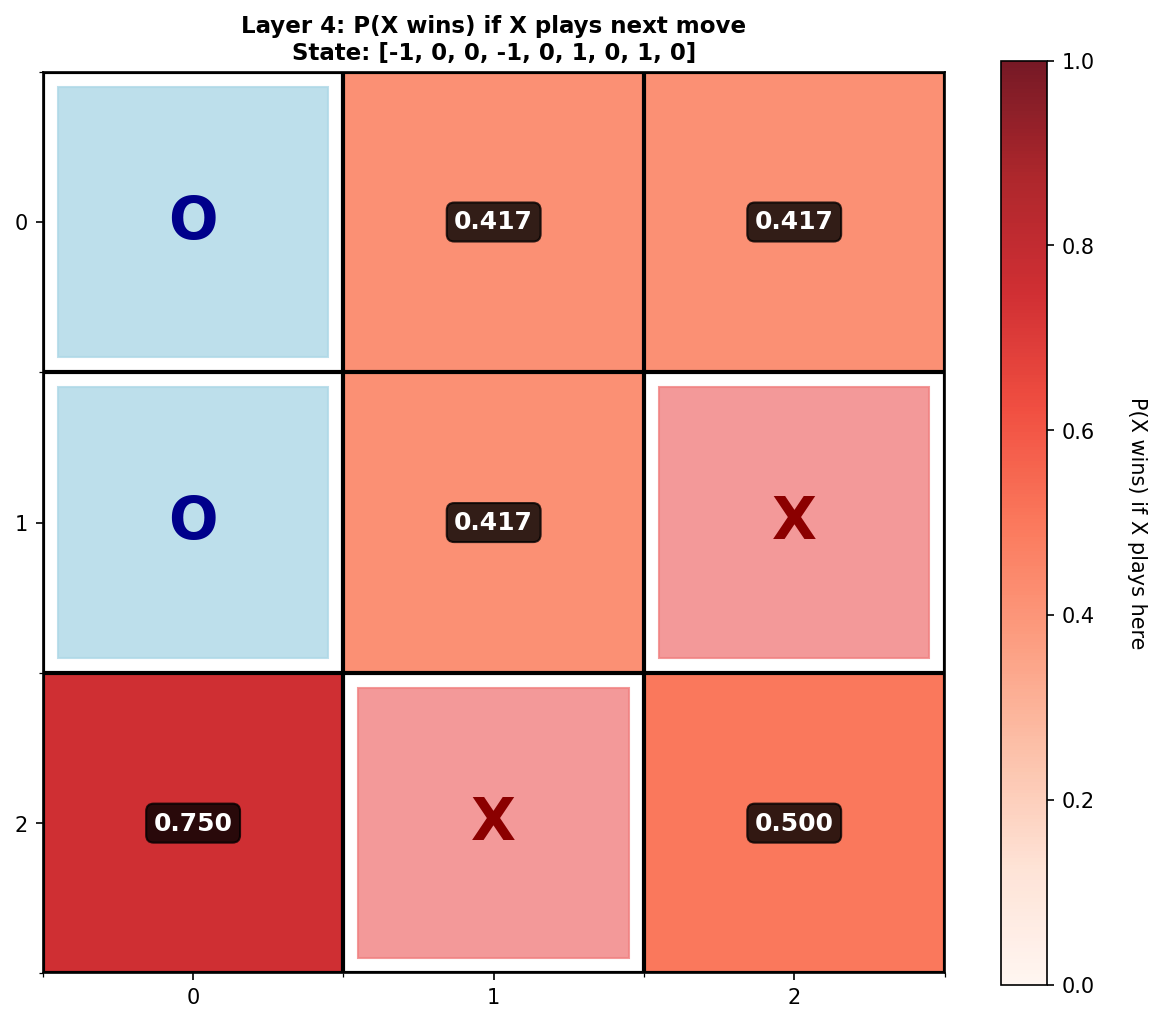 Layer 4: P(X wins) if X plays next move
State: [-1, 0, 0, -1, 0, 1, 0, 1, 0]
0
O
0.417
0.417
1
O
0.417
X
2
0.750
X
0.500
0
1
2
1.0
0.8
0.6
0.4
0.2
0.0
P(X wins) if X plays here